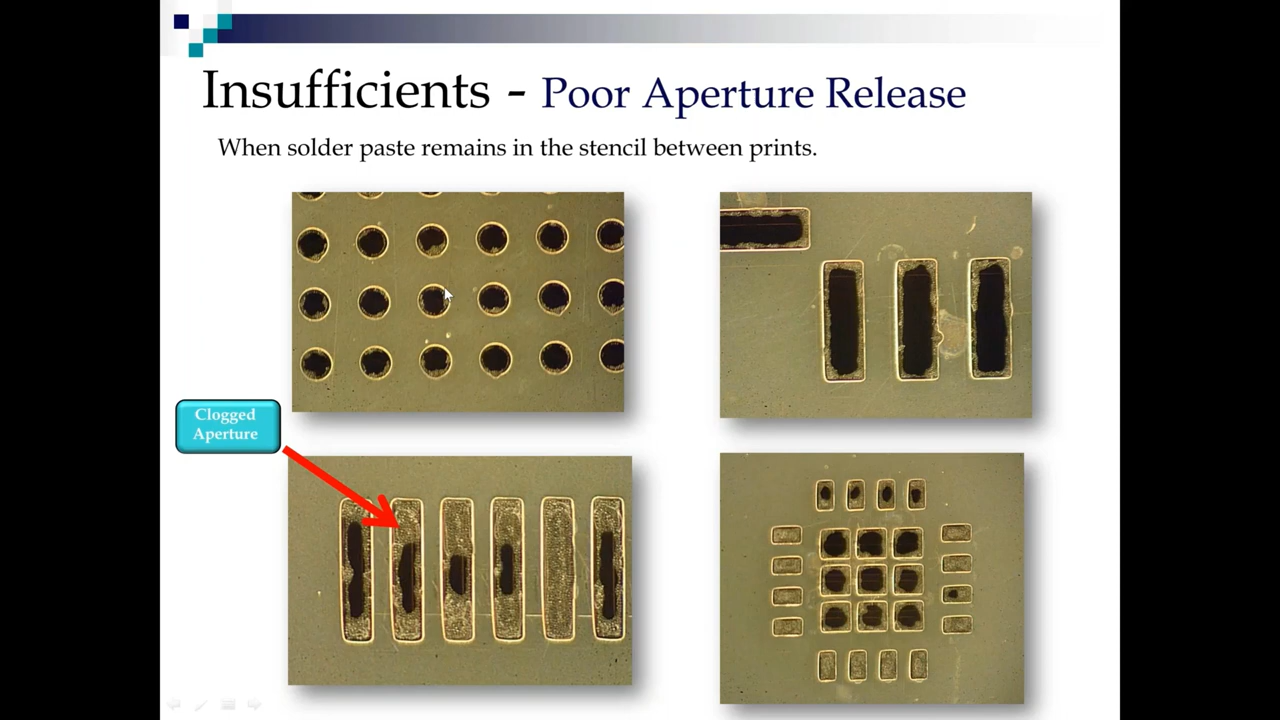 Insufficients - Poor Aperture Release
When solder paste remains in the stencil between prints.
Clogged
Aperture